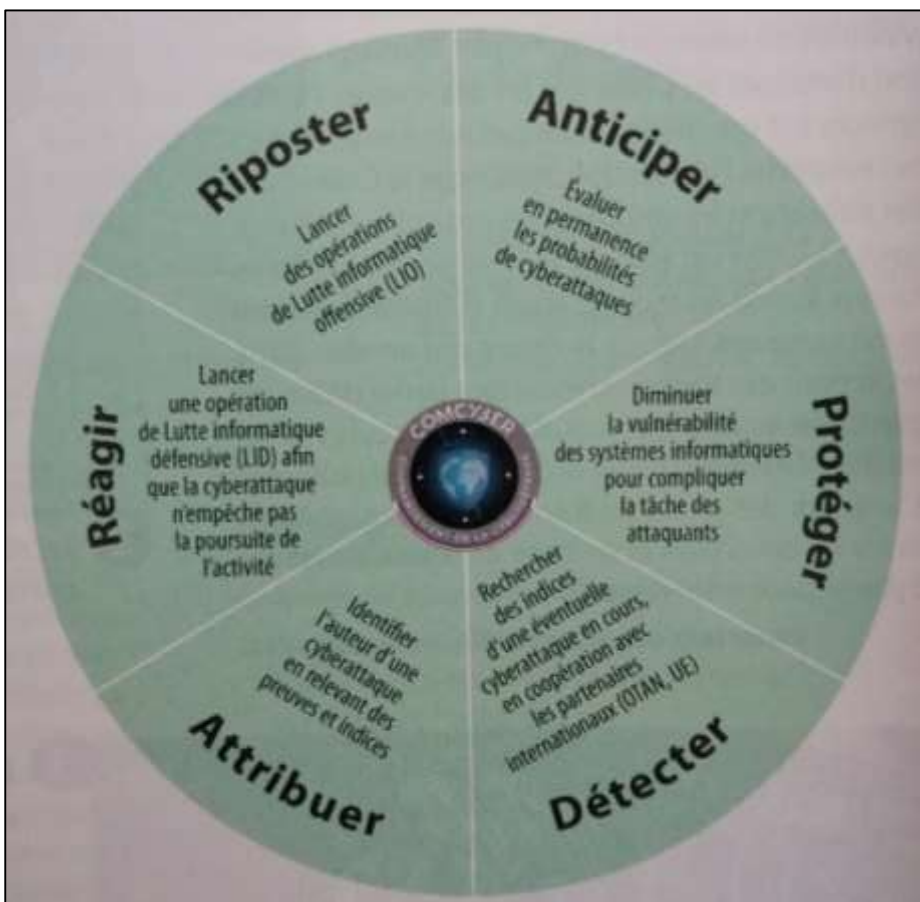 Anticiper
Évaluer
en permanence
les probabilités
de cyberattaques
Protéger
Diminuer
la vulnérabilité
des systèmes informatiques
pour compliquer
la tâche des
attaquants
Détecter
Rechercher
des indices
d'une éventuelle
cyberattaque en cours,
en coopération avec
les partenaires
internationaux (OTAN, UE)
Attribuer
Identifier
l'auteur d'une
cyberattaque
en relevant des
preuves et indices
Réagir
Lancer
une opération
de Lutte informatique
défensive (LID) afin
que la cyberattaque
n'empêche pas
la poursuite de
l'activité
Riposter
Lancer
des opérations
de Lutte informatique
offensive (LIO)
COMCYBER